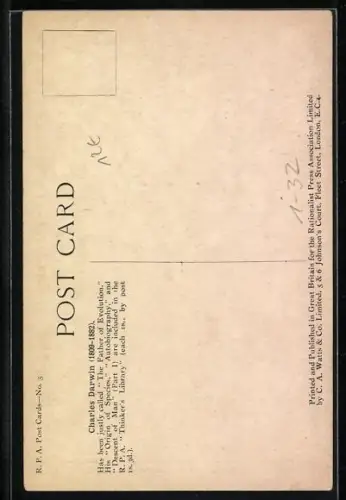 R. P. A. Post Cards—No. 3
POST CARD
Charles Darwin (1809-1882).
Has been justly called "The Father of Evolution."
His "Origin of Species," "Autobiography," and
"Descent of Man" (Part I) are included in the
R. P. A. "Thinker's Library" (each 1s., by post
1s.3d.).
1-32
Printed and Published in Great Britain for the Rationalist Press Association Limited
by C. A. Watts & Co. Limited, 5 & 6 Johnson's Court, Fleet Street, London, E.C.4.